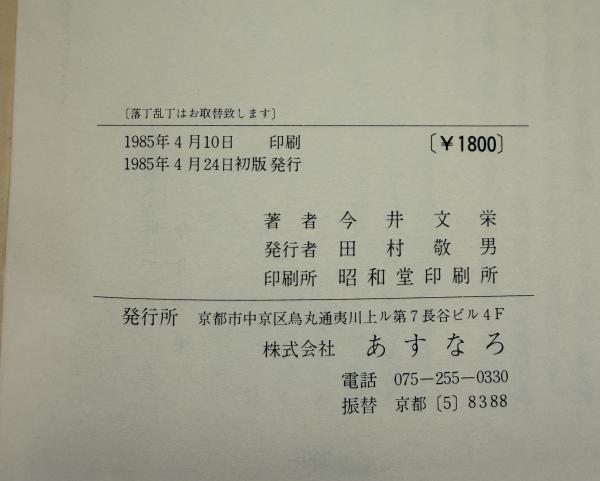 〔落丁乱丁はお取替致します〕
1985年4月10日 印刷 〔¥1800〕
1985年4月24日初版発行
著者 今井文栄
発行者 田村敬男
印刷所 昭和堂印刷所
発行所 京都市中京区烏丸通夷川上ル第7長谷ビル4F
株式会社 あすなろ
電話 075-255-0330
振替 京都〔5〕8388